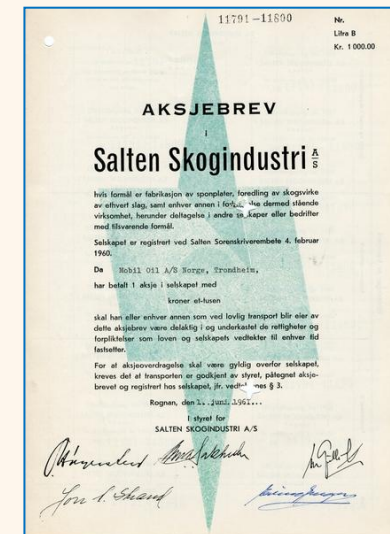 11791-11800
Nr.
Litra B
Kr. 1 000.00
AKSJEBREV
i
Salten Skogindustri A/S
hvis formål er fabrikasjon av sponplater, foredling av skogsvirke
av ethvert slag, samt enhver annen i dermed stående
virksomhet, herunder deltagelse i andre selskaper eller bedrifter
med tilsvarende formål.
Selskapet er registrert ved Salten Sorenskriverembete 4. februar
1960.
Da Mobil Oil A/S Norge, Trondheim,
har betalt 1 aksje i selskapet med
kroner et-tusen
skal han eller enhver annen som ved lovlig transport blir eier av
dette aksjebrev være delaktig i og underkastet de rettigheter og
forpliktelser som loven og selskapets vedtekter til enhver tid
fastsetter.
For at aksjeoverdragelse skal være gyldig overfor selskapet,
kreves det at transporten er godkjent av styret, påtegnet aksje-
brevet og registrert hos selskapet, jfr. § 3.
Rognan, den 1. juni 1961.
I styret for
SALTEN SKOGINDUSTRI A/S